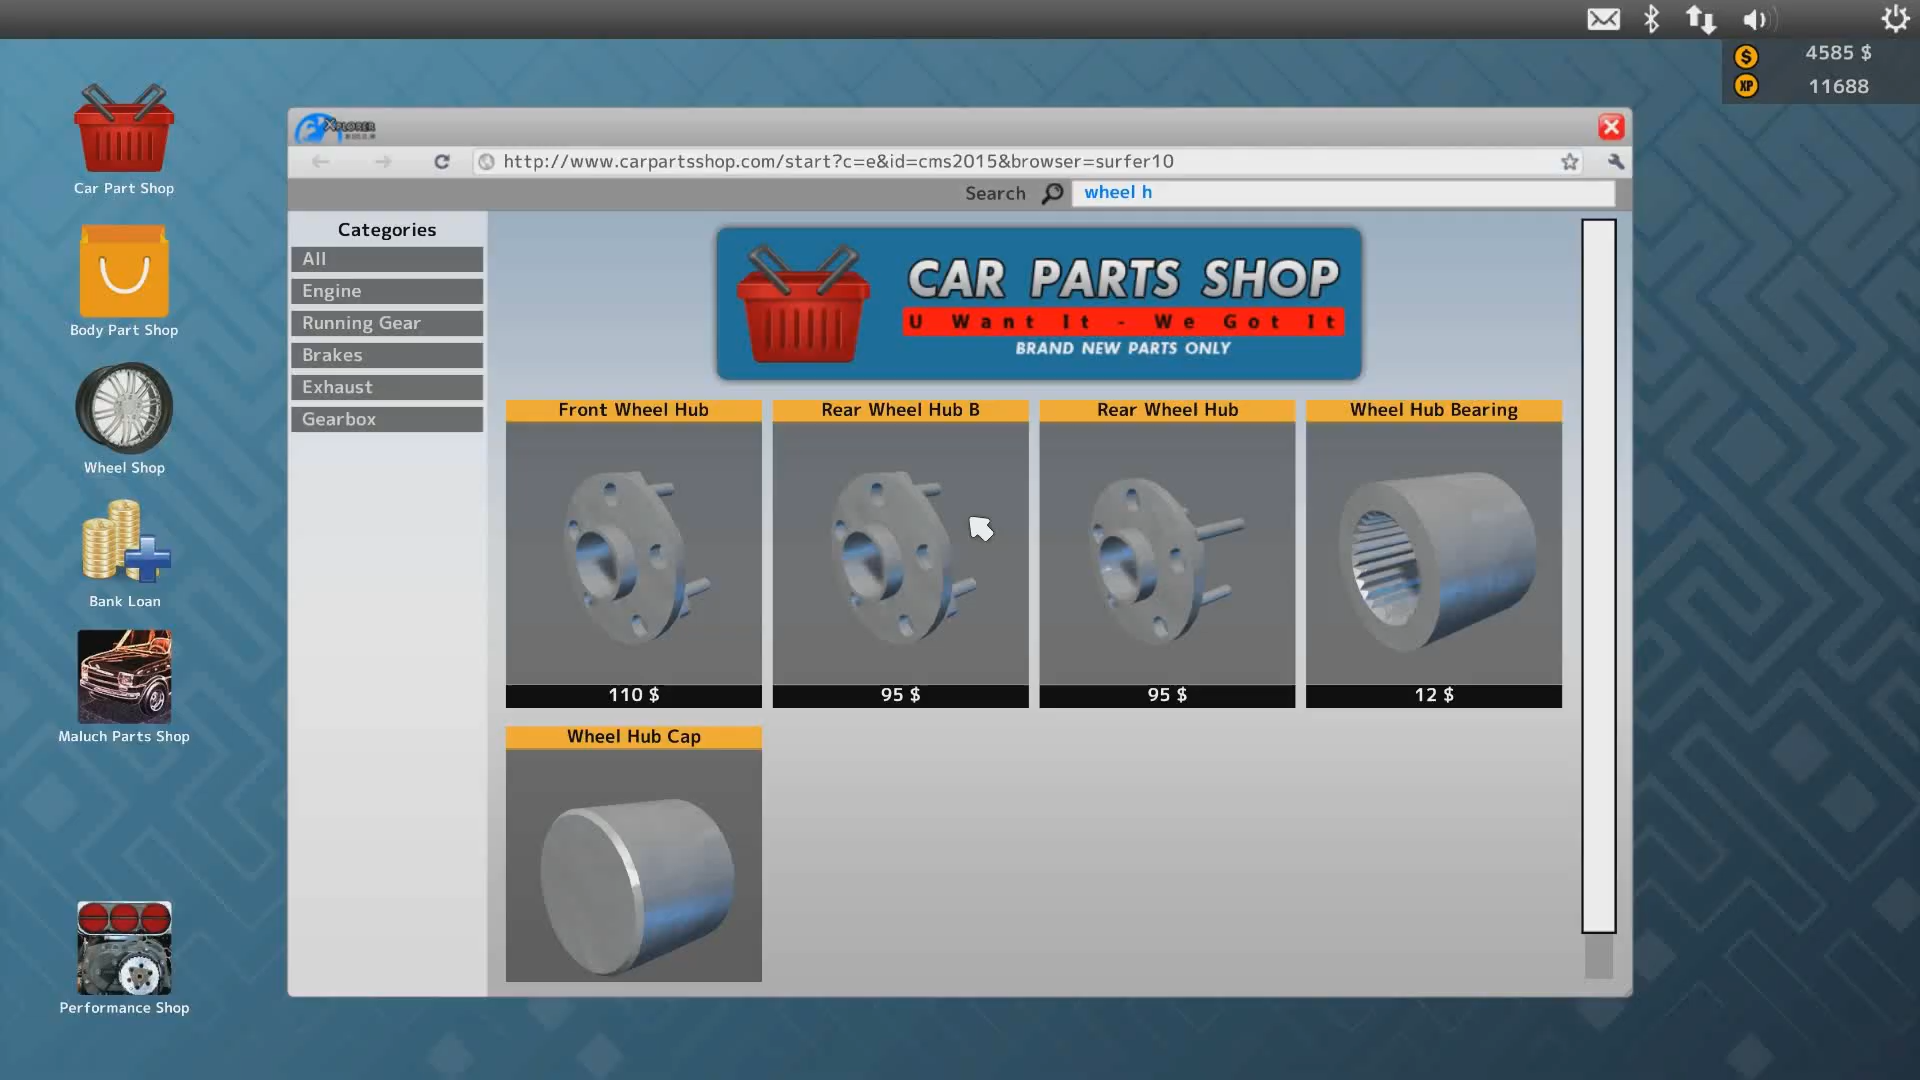 4585 $
XP
11688
Car Part Shop
Body Part Shop
Wheel Shop
Bank Loan
Maluch Parts Shop
Performance Shop
XPLORER
http://www.carpartsshop.com/start?c=e&id=cms2015&browser=surfer10
Search
wheel h
Categories
All
Engine
Running Gear
Brakes
Exhaust
Gearbox
CAR PARTS SHOP
U Want It - We Got It
BRAND NEW PARTS ONLY
Front Wheel Hub
110 $
Rear Wheel Hub B
95 $
Rear Wheel Hub
95 $
Wheel Hub Bearing
12 $
Wheel Hub Cap